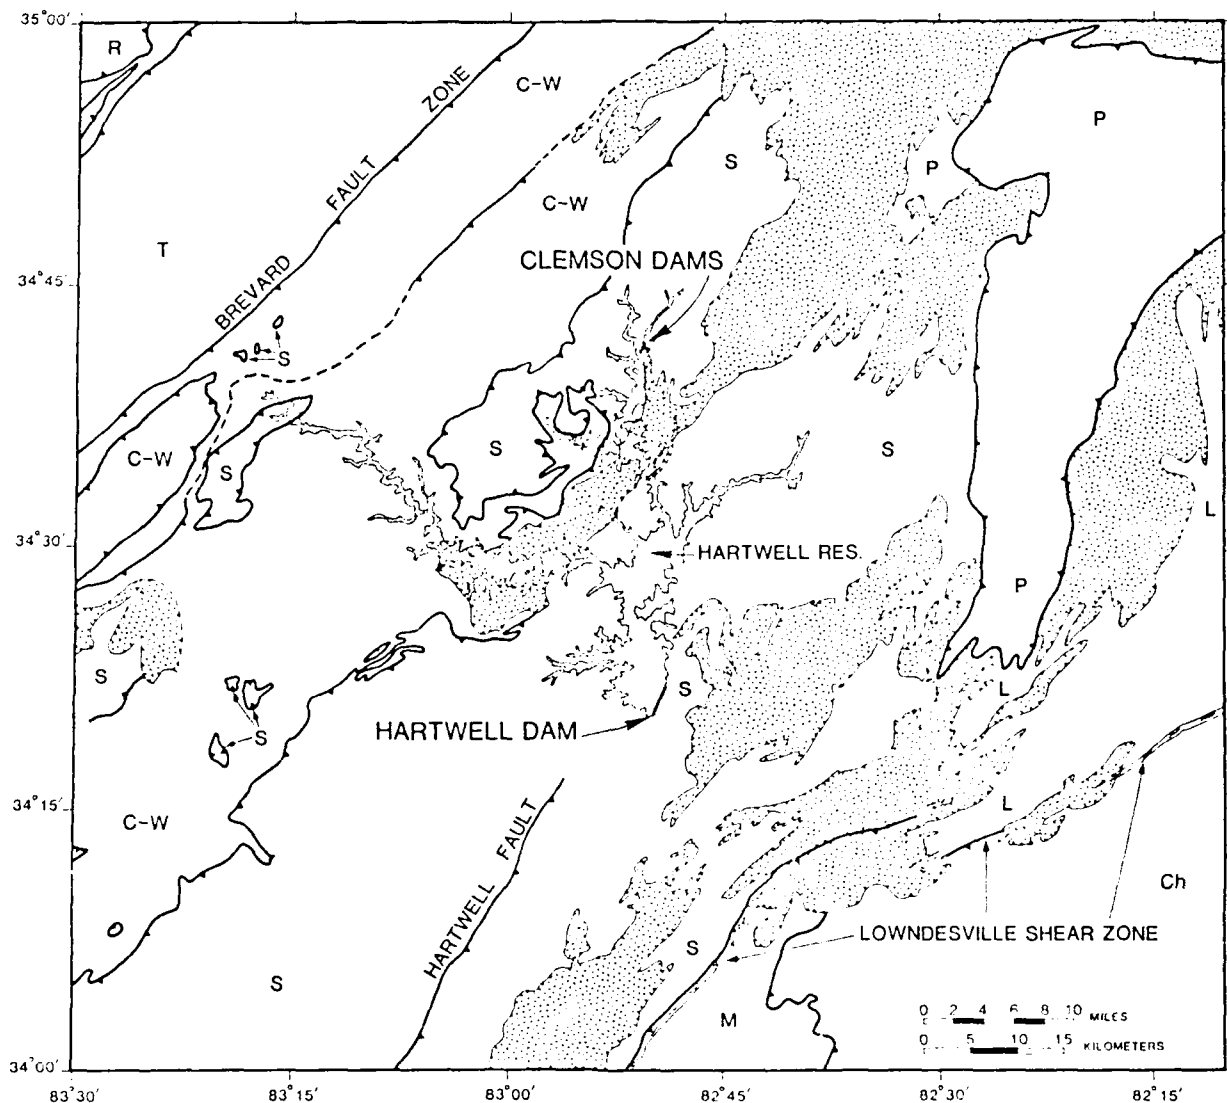 35°00'
R
C-W
ZONE
P
P
S
FAULT
C-W
T
CLEMSON DAMS
34°45'
BREVARD
S
C-W
S
S
S
L
34°30'
HARTWELL RES.
P
S
S
L
S
HARTWELL DAM
34°15'
C-W
L
FAULT
Ch
HARTWELL
LOWNDESVILLE SHEAR ZONE
S
S
M
0 2 4 6 8 10 MILES
0 5 10 15 KILOMETERS
34°00'
83°30'
83°15'
83°00'
82°45'
82°30'
82°15'